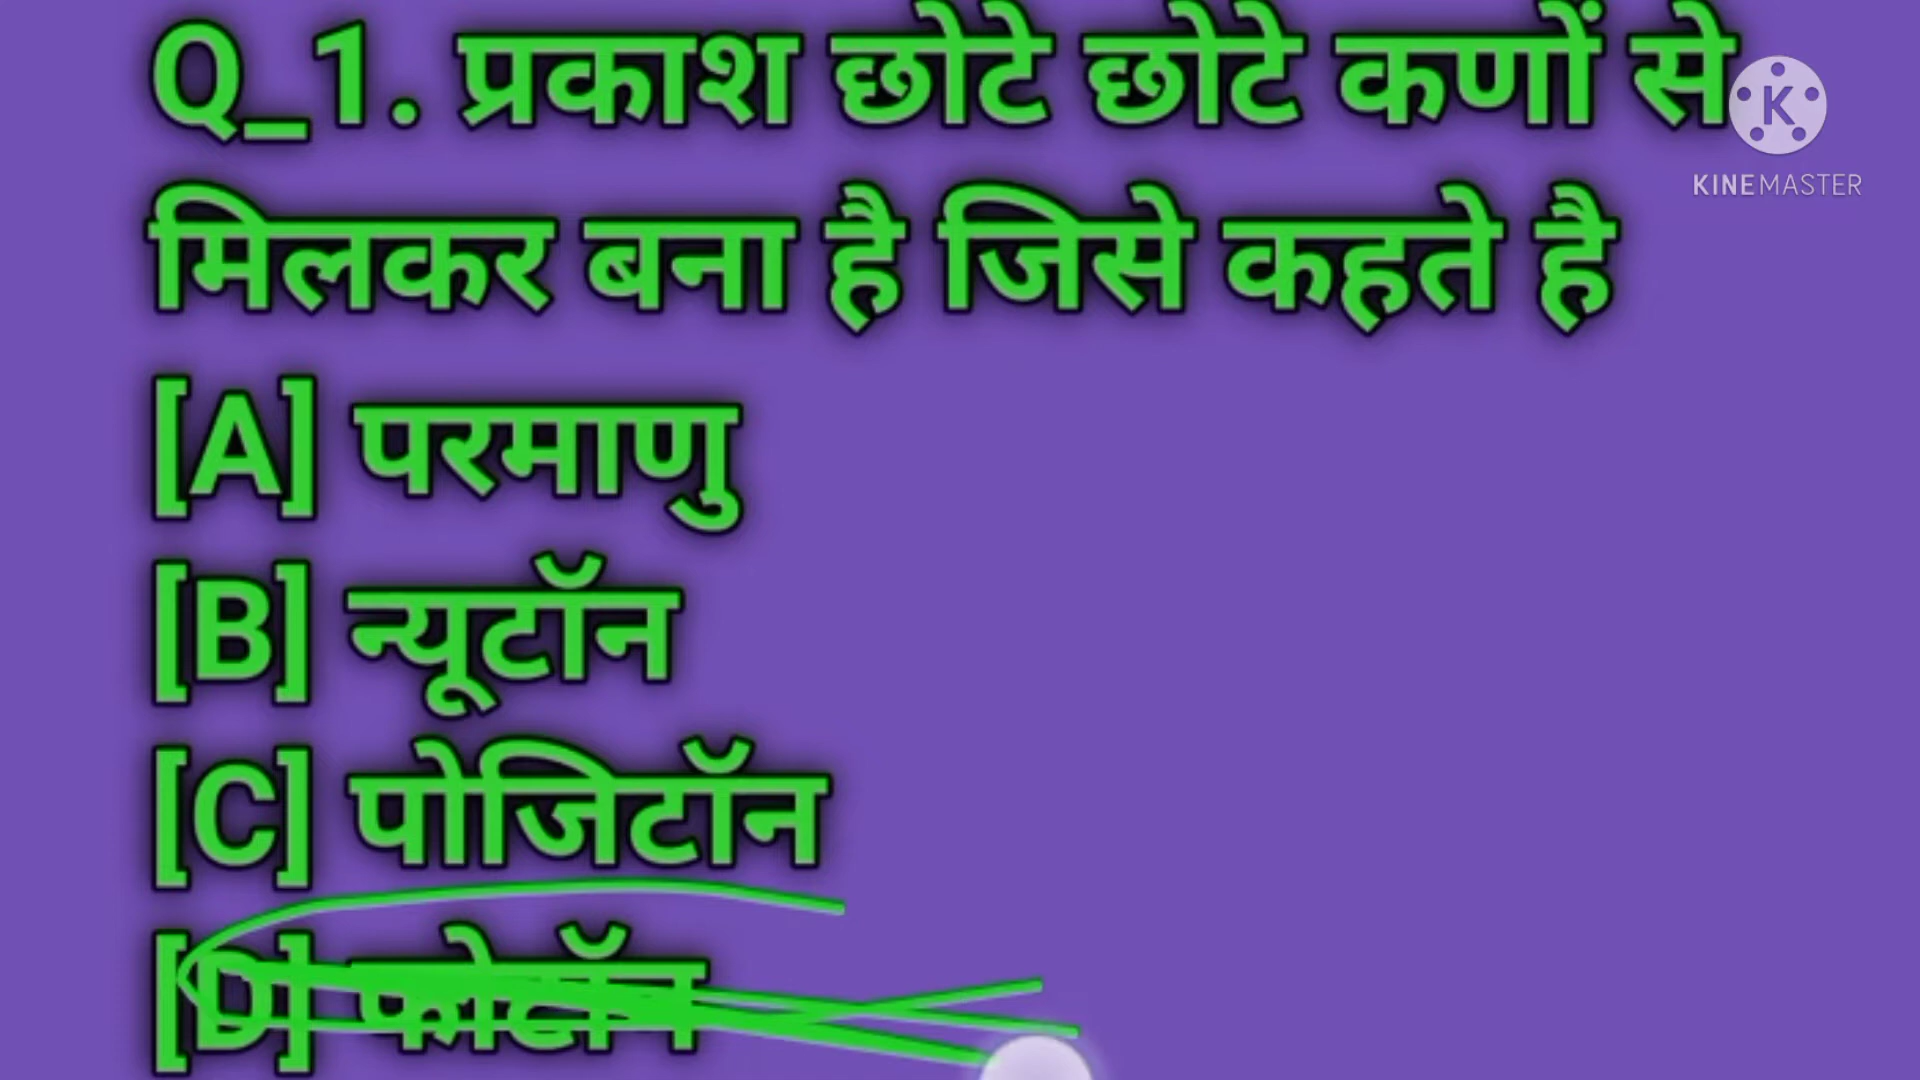 Q_1. प्रकाश छोटे छोटे कणों से
मिलकर बना है जिसे कहते है
[A] परमाणु
[B] न्यूटॉन
[C] पोजिटॉन
[D] फोटॉन
KINEMASTER